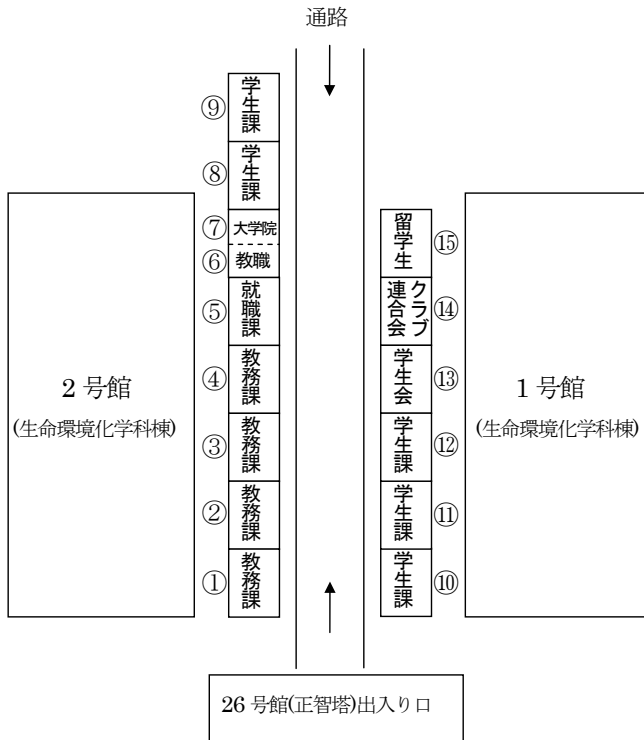 通路
⑨
学生課
⑧
学生課
⑦
大学院
⑥
教職
⑤
就職課
④
教務課
③
教務課
②
教務課
①
教務課
留学生
⑮
クラブ
連合会
⑭
学生会
⑬
学生課
⑫
学生課
⑪
学生課
⑩
2 号館
(生命環境化学科棟)
1 号館
(生命環境化学科棟)
26 号館(正智塔)出入り口